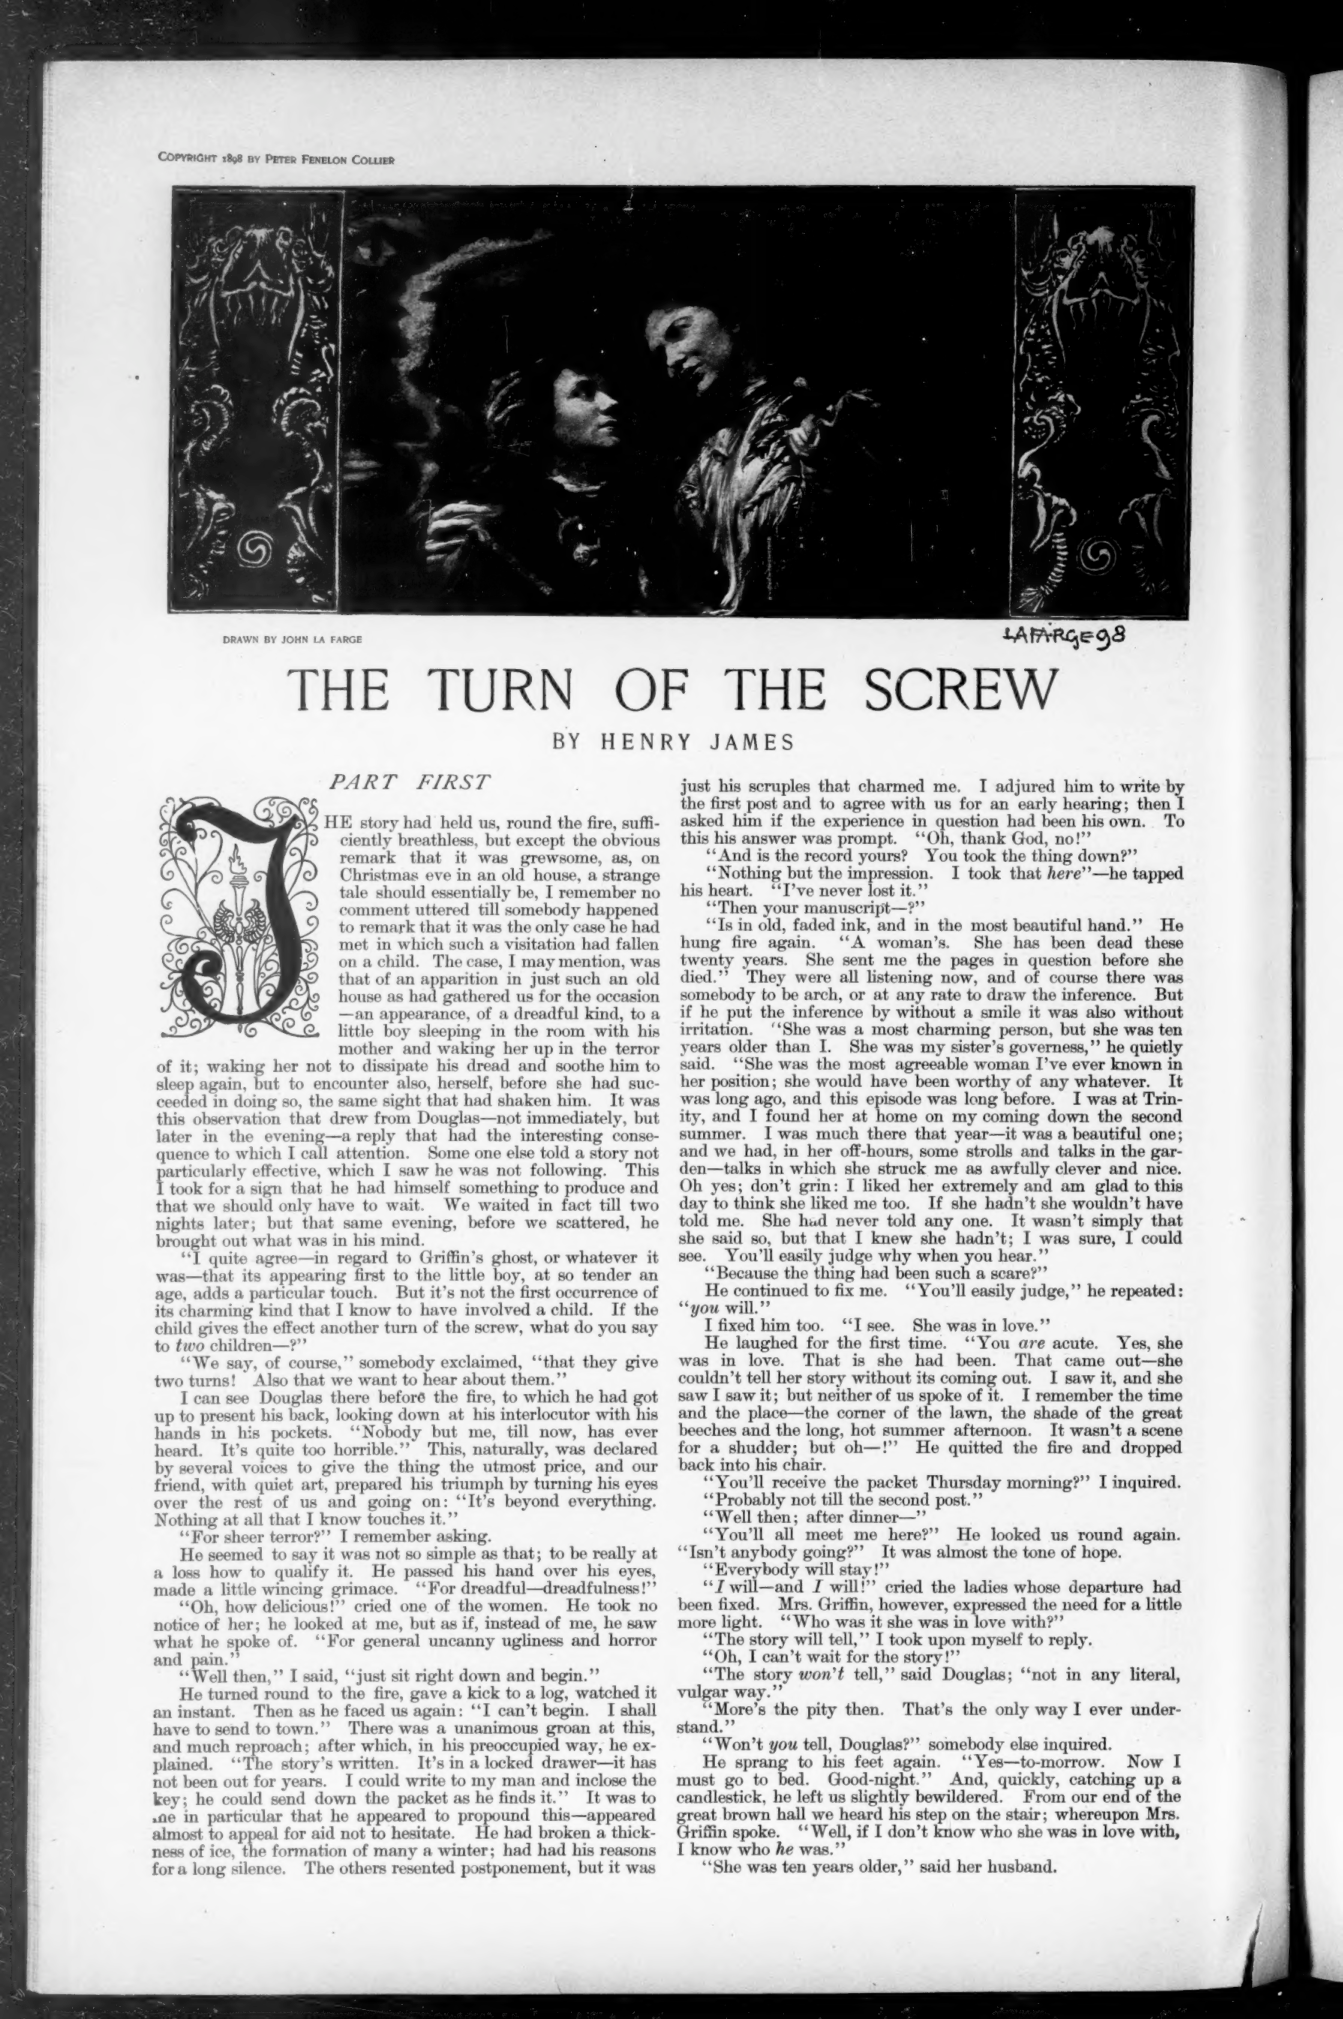 COPYRIGHT 1898 BY PETER FENELON COLLIER
DRAWN BY JOHN LA FARGE
LAFARGE 98
THE TURN OF THE SCREW
BY HENRY JAMES
PART FIRST
THE story had held us, round the fire, suffi-
ciently breathless, but except the obvious
remark that it was grewsome, as, on
Christmas eve in an old house, a strange
tale should essentially be, I remember no
comment uttered till somebody happened
to remark that it was the only case he had
met in which such a visitation had fallen
on a child. The case, I may mention, was
that of an apparition in just such an old
house as had gathered us for the occasion
—an appearance, of a dreadful kind, to a
little boy sleeping in the room with his
mother and waking her up in the terror
of it; waking her not to dissipate his dread and soothe him to
sleep again, but to encounter also, herself, before she had suc-
ceeded in doing so, the same sight that had shaken him. It was
this observation that drew from Douglas—not immediately, but
later in the evening—a reply that had the interesting conse-
quence to which I call attention. Some one else told a story not
particularly effective, which I saw he was not following. This
I took for a sign that he had himself something to produce and
that we should only have to wait. We waited in fact till two
nights later; but that same evening, before we scattered, he
brought out what was in his mind.
"I quite agree—in regard to Griffin's ghost, or whatever it
was—that its appearing first to the little boy, at so tender an
age, adds a particular touch. But it's not the first occurrence of
its charming kind that I know to have involved a child. If the
child gives the effect another turn of the screw, what do you say
to two children—?"
"We say, of course," somebody exclaimed, "that they give
two turns! Also that we want to hear about them."
I can see Douglas there before the fire, to which he had got
up to present his back, looking down at his interlocutor with his
hands in his pockets. "Nobody but me, till now, has ever
heard. It's quite too horrible." This, naturally, was declared
by several voices to give the thing the utmost price, and our
friend, with quiet art, prepared his triumph by turning his eyes
over the rest of us and going on: "It's beyond everything.
Nothing at all that I know touches it."
"For sheer terror?" I remember asking.
He seemed to say it was not so simple as that; to be really at
a loss how to qualify it. He passed his hand over his eyes,
made a little wincing grimace. "For dreadful—dreadfulness!"
"Oh, how delicious!" cried one of the women. He took no
notice of her; he looked at me, but as if, instead of me, he saw
what he spoke of. "For general uncanny ugliness and horror
and pain."
"Well then," I said, "just sit right down and begin."
He turned round to the fire, gave a kick to a log, watched it
an instant. Then as he faced us again: "I can't begin. I shall
have to send to town." There was a unanimous groan at this,
and much reproach; after which, in his preoccupied way, he ex-
plained. "The story's written. It's in a locked drawer—it has
not been out for years. I could write to my man and inclose the
key; he could send down the packet as he finds it." It was to
me in particular that he appeared to propound this—appeared
almost to appeal for aid not to hesitate. He had broken a thick-
ness of ice, the formation of many a winter; had had his reasons
for a long silence. The others resented postponement, but it was
just his scruples that charmed me. I adjured him to write by
the first post and to agree with us for an early hearing; then I
asked him if the experience in question had been his own. To
this his answer was prompt. "Oh, thank God, no!"
"And is the record yours? You took the thing down?"
"Nothing but the impression. I took that here"—he tapped
his heart. "I've never lost it."
"Then your manuscript—?"
"Is in old, faded ink, and in the most beautiful hand." He
hung fire again. "A woman's. She has been dead these
twenty years. She sent me the pages in question before she
died." They were all listening now, and of course there was
somebody to be arch, or at any rate to draw the inference. But
if he put the inference by without a smile it was also without
irritation. "She was a most charming person, but she was ten
years older than I. She was my sister's governess," he quietly
said. "She was the most agreeable woman I've ever known in
her position; she would have been worthy of any whatever. It
was long ago, and this episode was long before. I was at Trin-
ity, and I found her at home on my coming down the second
summer. I was much there that year—it was a beautiful one;
and we had, in her off-hours, some strolls and talks in the gar-
den—talks in which she struck me as awfully clever and nice.
Oh yes; don't grin: I liked her extremely and am glad to this
day to think she liked me too. If she hadn't she wouldn't have
told me. She had never told any one. It wasn't simply that
she said so, but that I knew she hadn't; I was sure, I could
see. You'll easily judge why when you hear."
"Because the thing had been such a scare?"
He continued to fix me. "You'll easily judge," he repeated:
"you will."
I fixed him too. "I see. She was in love."
He laughed for the first time. "You are acute. Yes, she
was in love. That is she had been. That came out—she
couldn't tell her story without its coming out. I saw it, and she
saw I saw it; but neither of us spoke of it. I remember the time
and the place—the corner of the lawn, the shade of the great
beeches and the long, hot summer afternoon. It wasn't a scene
for a shudder; but oh—!" He quitted the fire and dropped
back into his chair.
"You'll receive the packet Thursday morning?" I inquired.
"Probably not till the second post."
"Well then; after dinner—"
"You'll all meet me here?" He looked us round again.
"Isn't anybody going?" It was almost the tone of hope.
"Everybody will stay!"
"I will—and I will!" cried the ladies whose departure had
been fixed. Mrs. Griffin, however, expressed the need for a little
more light. "Who was it she was in love with?"
"The story will tell," I took upon myself to reply.
"Oh, I can't wait for the story!"
"The story won't tell," said Douglas; "not in any literal,
vulgar way."
"More's the pity then. That's the only way I ever under-
stand."
"Won't you tell, Douglas?" somebody else inquired.
He sprang to his feet again. "Yes—to-morrow. Now I
must go to bed. Good-night." And, quickly, catching up a
candlestick, he left us slightly bewildered. From our end of the
great brown hall we heard his step on the stair; whereupon Mrs.
Griffin spoke. "Well, if I don't know who she was in love with,
I know who he was."
"She was ten years older," said her husband.